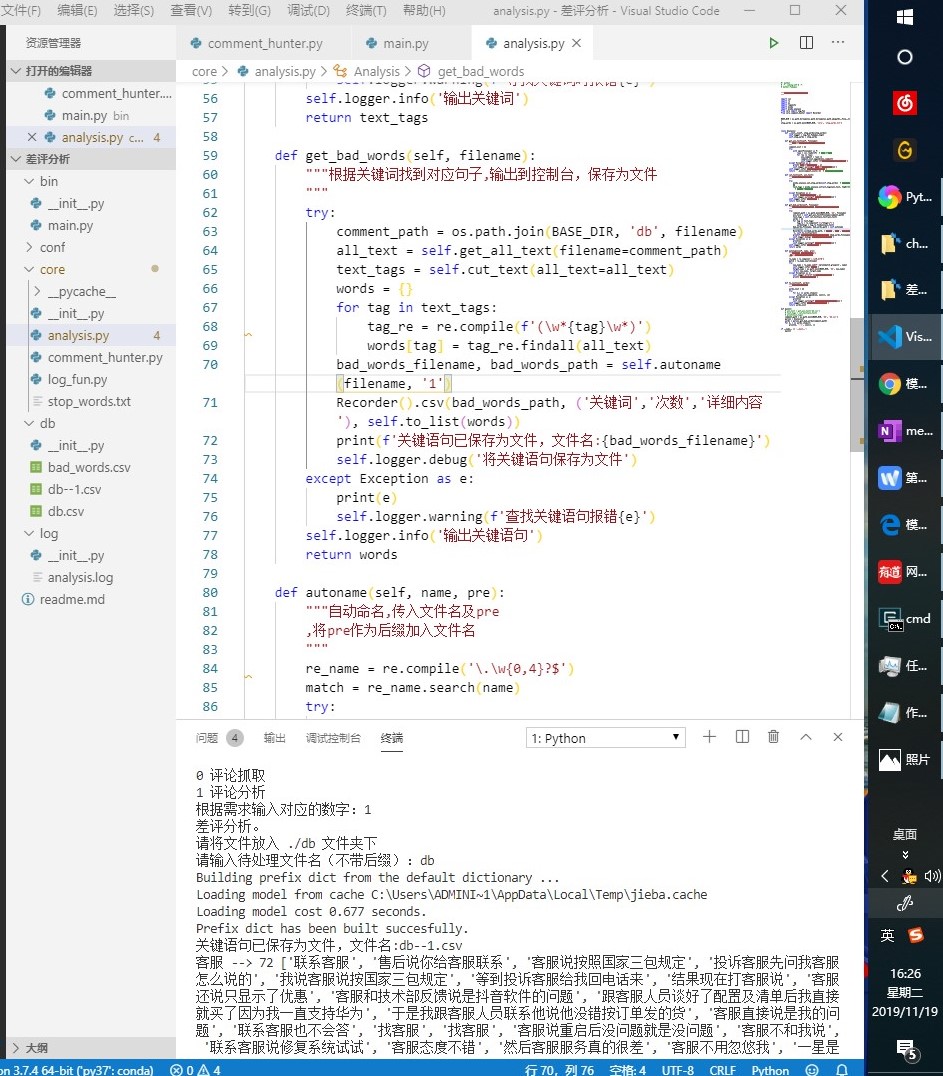 文件(F) 编辑(E) 选择(S) 查看(V) 转到(G) 调试(D) 终端(T) 帮助(H) analysis.py - 差评分析 - Visual Studio Code
资源管理器
打开的编辑器
comment_hunter....
main.py bin
analysis.py c... 4
差评分析
bin
__init__.py
main.py
conf
core
__pycache__
__init__.py
analysis.py 4
comment_hunter.py
log_fun.py
stop_words.txt
db
__init__.py
bad_words.csv
db--1.csv
db.csv
log
__init__.py
analysis.log
readme.md
大纲
comment_hunter.py main.py analysis.py
core > analysis.py > Analysis > get_bad_words
56 self.logger.info('输出关键词')
57 return text_tags
58
59 def get_bad_words(self, filename):
60 """根据关键词找到对应句子,输出到控制台，保存为文件
61 """
62 try:
63 comment_path = os.path.join(BASE_DIR, 'db', filename)
64 all_text = self.get_all_text(filename=comment_path)
65 text_tags = self.cut_text(all_text=all_text)
66 words = {}
67 for tag in text_tags:
68 tag_re = re.compile(f'(\w*{tag}\w*)')
69 words[tag] = tag_re.findall(all_text)
70 bad_words_filename, bad_words_path = self.autoname
(filename, '1')
71 Recorder().csv(bad_words_path, ('关键词','次数','详细内容
'), self.to_list(words))
72 print(f'关键语句已保存为文件，文件名:{bad_words_filename}')
73 self.logger.debug('将关键语句保存为文件')
74 except Exception as e:
75 print(e)
76 self.logger.warning(f'查找关键语句报错{e}')
77 self.logger.info('输出关键语句')
78 return words
79
80 def autoname(self, name, pre):
81 """自动命名,传入文件名及pre
82 ,将pre作为后缀加入文件名
83 """
84 re_name = re.compile('\.\w{0,4}?$')
85 match = re_name.search(name)
86 try:
问题 4 输出 调试控制台 终端 1: Python
0 评论抓取
1 评论分析
根据需求输入对应的数字：1
差评分析。
请将文件放入 ./db 文件夹下
请输入待处理文件名（不带后缀）：db
Building prefix dict from the default dictionary ...
Loading model from cache C:\Users\ADMINI~1\AppData\Local\Temp\jieba.cache
Loading model cost 0.677 seconds.
Prefix dict has been built succesfully.
关键语句已保存为文件，文件名:db--1.csv
客服 --> 72 ['联系客服', '售后说你给客服联系', '客服说按照国家三包规定', '投诉客服先问我客服
怎么说的', '我说客服说按国家三包规定', '等到投诉客服给我回电话来', '结果现在打客服说', '客服
还说只显示了优惠', '客服和技术部反馈说是抖音软件的问题', '跟客服人员谈好了配置及清单后我直接
就买了因为我一直支持华为', '于是我跟客服人员联系他说他没错按订单发的货', '客服直接说是我的问
题', '联系客服也不会答', '找客服', '找客服', '客服说重启后没问题就是没问题', '客服不和我说',
'联系客服说修复系统试试', '客服态度不错', '然后客服服务真的很差', '客服不用忽悠我', '一星是
on 3.7.4 64-bit ('py37': conda) 0 4 行 70，列 76 空格: 4 UTF-8 CRLF Python
Pyt...
ch...
差...
Vis...
模...
me...
第...
模...
有道 网...
cmd
任...
作...
照片
桌面
英
16:26
星期二
2019/11/19
5